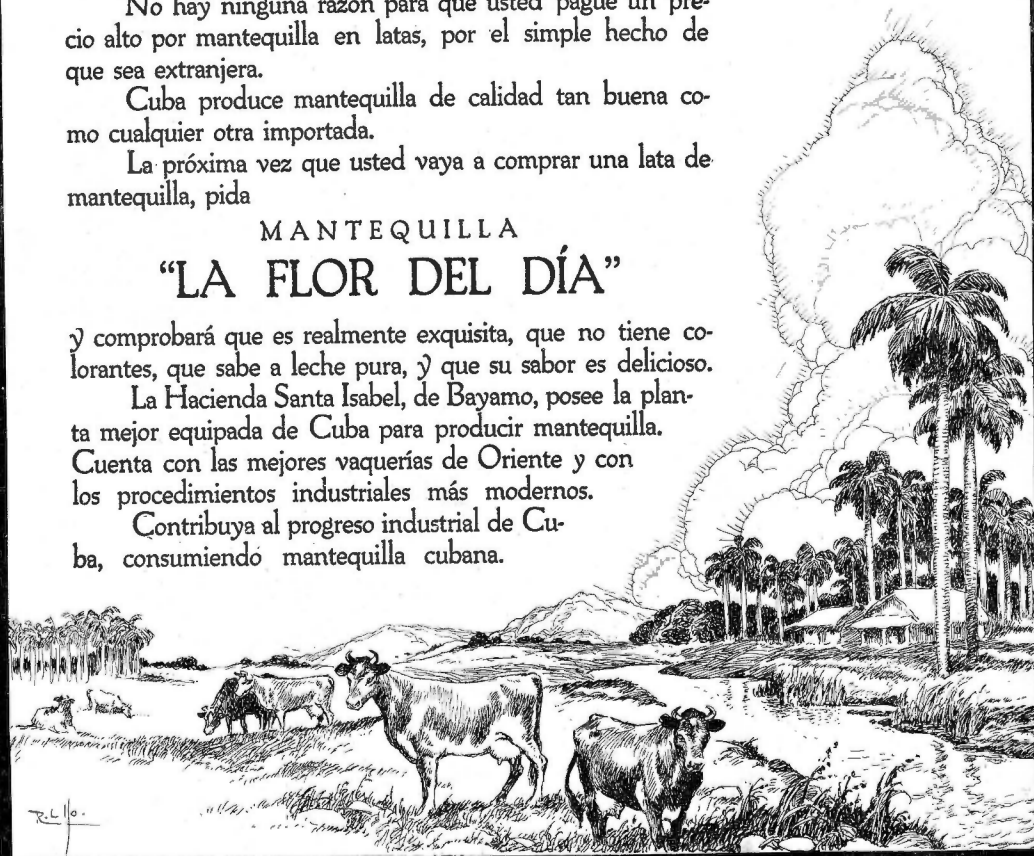 No hay ninguna razón para que usted pague un pre-
cio alto por mantequilla en latas, por el simple hecho de
que sea extranjera.
Cuba produce mantequilla de calidad tan buena co-
mo cualquier otra importada.
La próxima vez que usted vaya a comprar una lata de
mantequilla, pida
MANTEQUILLA
“LA FLOR DEL DÍA”
y comprobará que es realmente exquisita, que no tiene co-
lorantes, que sabe a leche pura, y que su sabor es delicioso.
La Hacienda Santa Isabel, de Bayamo, posee la plan-
ta mejor equipada de Cuba para producir mantequilla.
Cuenta con las mejores vaquerías de Oriente y con
los procedimientos industriales más modernos.
Contribuya al progreso industrial de Cu-
ba, consumiendo mantequilla cubana.
R. Lillo.